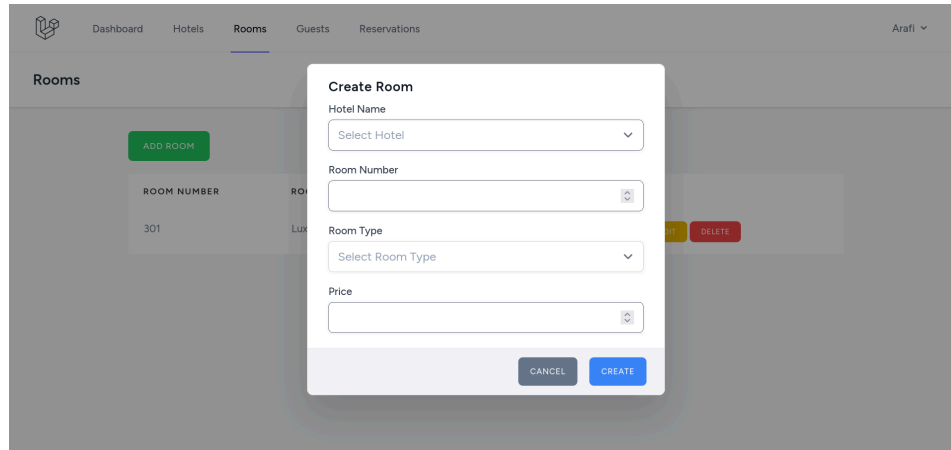 Dashboard Hotels Rooms Guests Reservations Arafi
Rooms
Create Room
Hotel Name
Select Hotel
ADD ROOM
Room Number
ROOM NUMBER
301
Room Type
Select Room Type
DELETE
Price
CANCEL CREATE